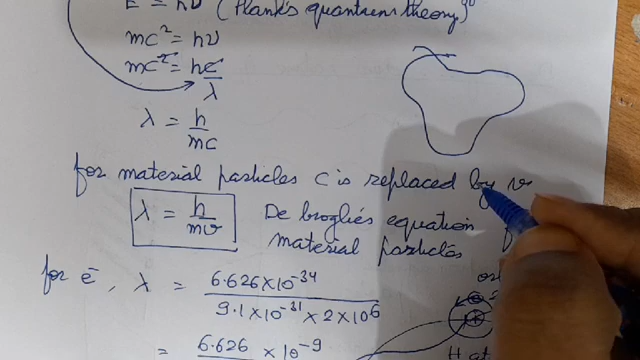 E = hν (Plank's quantum theory)
mc² = hν
mc² = hc/λ
λ = h/mc
for material particles c is replaced by v
λ = h/mv De broglie's equation
material particles
for e⁻, λ = 6.626×10⁻³⁴ / 9.1×10⁻³¹×2×10⁶
= 6.626 ×10⁻⁹
H at